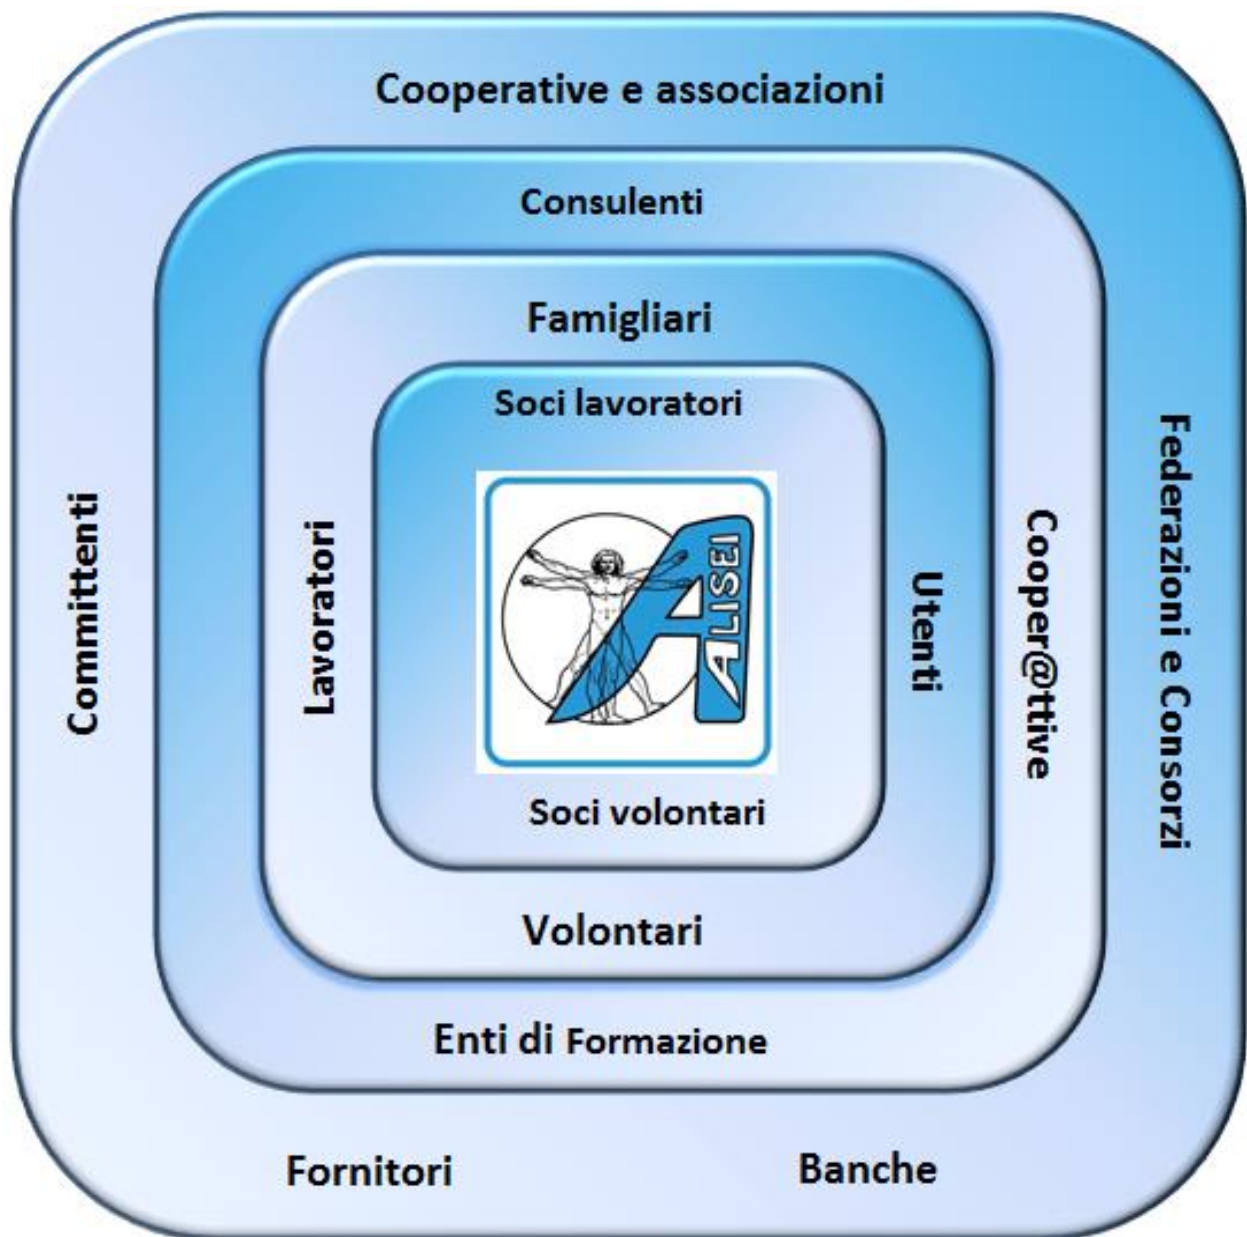 Cooperative e associazioni
Consulenti
Famigliari
Soci lavoratori
Committenti
Lavoratori
ALISEI
Utenti
Cooper@ttive
Federazioni e Consorzi
Soci volontari
Volontari
Enti di Formazione
Fornitori
Banche